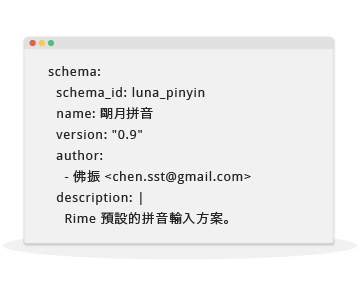 schema:
  schema_id: luna_pinyin
  name: 朙月拼音
  version: "0.9"
  author:
    - 佛振 <chen.sst@gmail.com>
  description: |
    Rime 預設的拼音輸入方案。